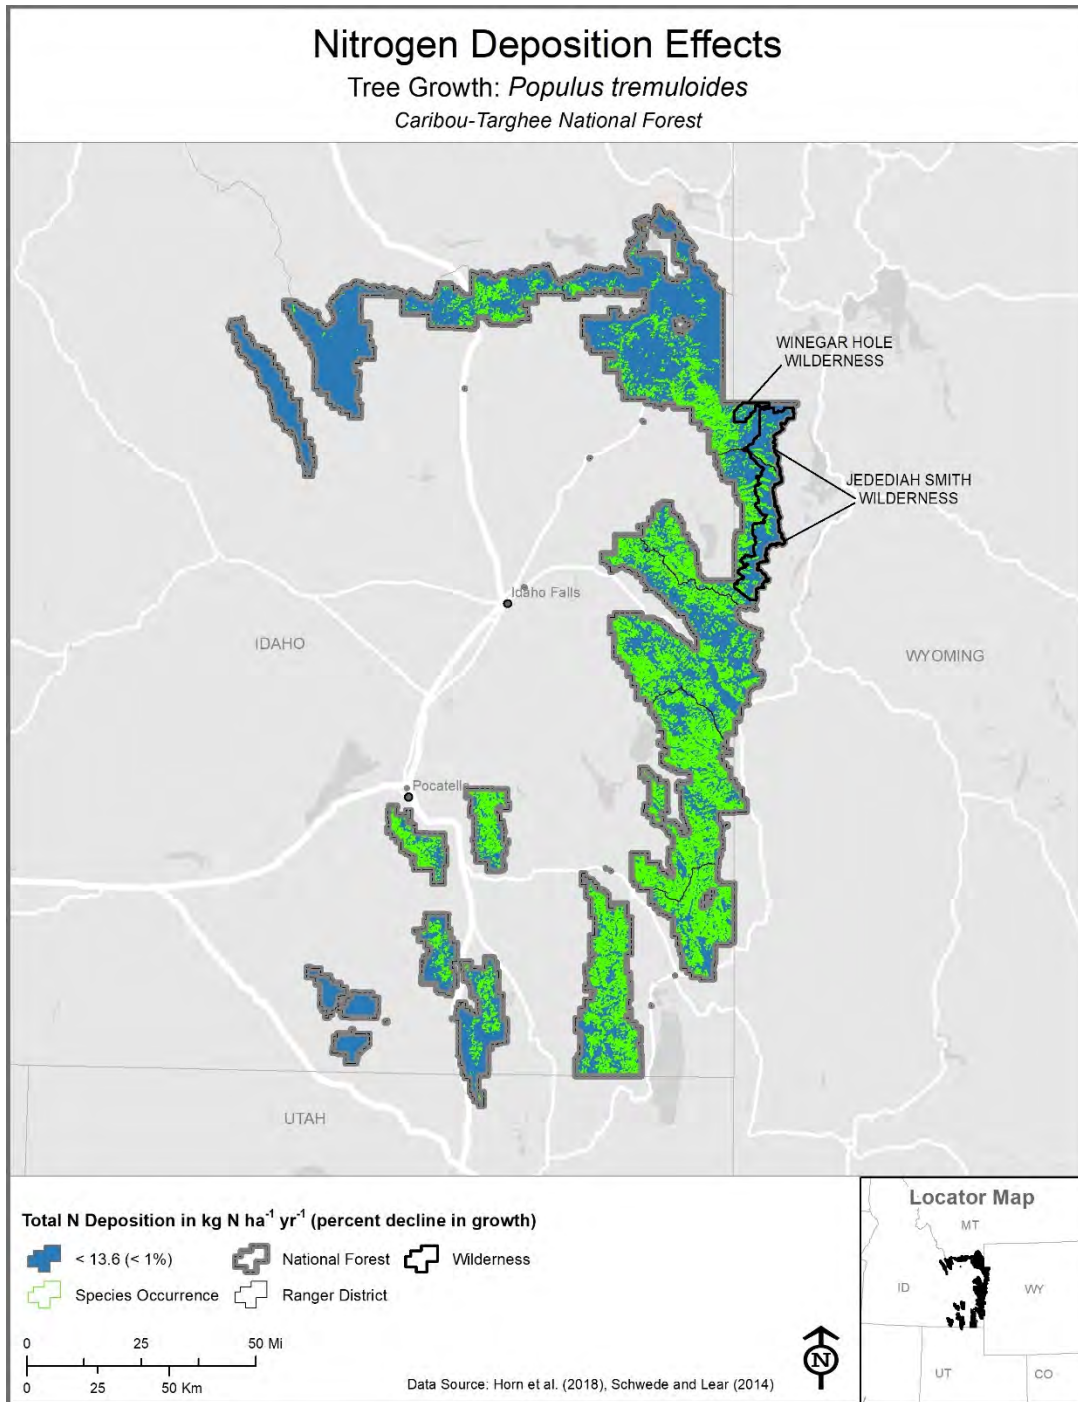 Nitrogen Deposition Effects
Tree Growth: Populus tremuloides
Caribou-Targhee National Forest
WINEGAR HOLE
WILDERNESS
JEDEDIAH SMITH
WILDERNESS
Idaho Falls
IDAHO
WYOMING
Pocatello
UTAH
Total N Deposition in kg N ha⁻¹ yr⁻¹ (percent decline in growth)
< 13.6 (< 1%)
National Forest
Wilderness
Species Occurrence
Ranger District
0 25 50 Mi
0 25 50 Km
N
Data Source: Horn et al. (2018), Schwede and Lear (2014)
Locator Map
MT
ID
WY
UT
CO